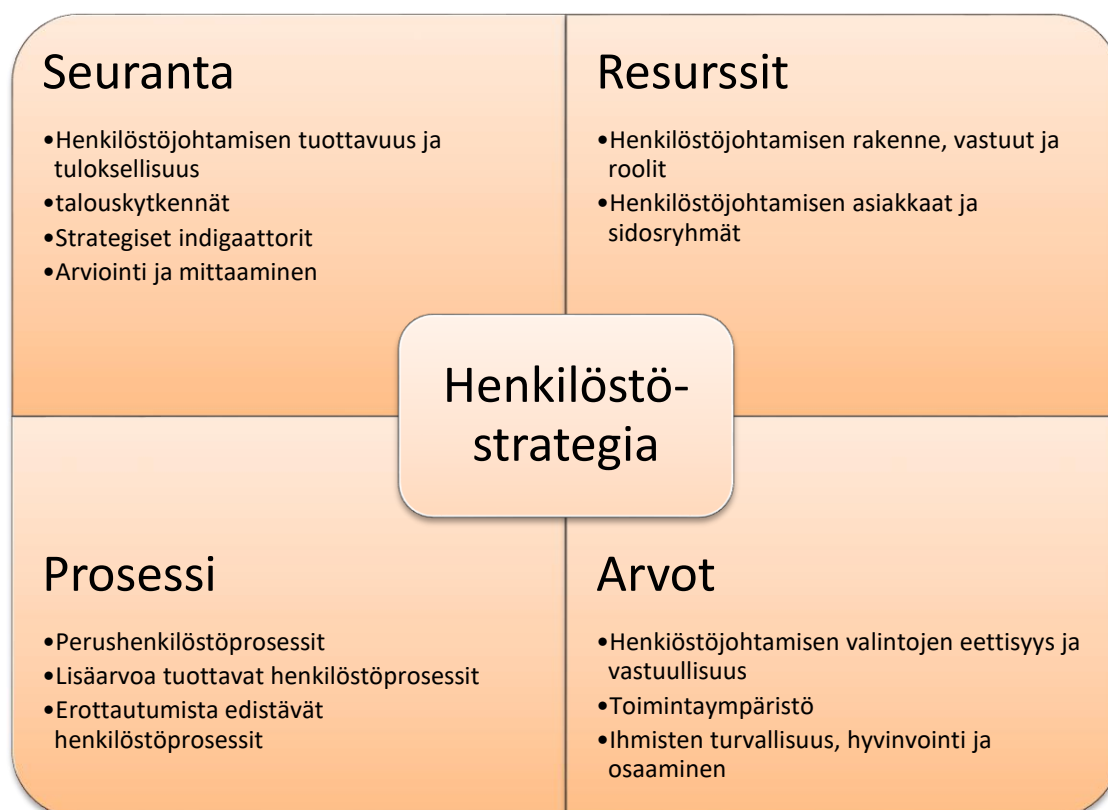 Seuranta
•Henkilöstöjohtamisen tuottavuus ja
tuloksellisuus
•talouskytkennät
•Strategiset indigaattorit
•Arviointi ja mittaaminen
Resurssit
•Henkilöstöjohtamisen rakenne, vastuut ja
roolit
•Henkilöstöjohtamisen asiakkaat ja
sidosryhmät
Henkilöstö-
strategia
Prosessi
•Perushenkilöstöprosessit
•Lisäarvoa tuottavat henkilöstöprosessit
•Erottautumista edistävät
henkilöstöprosessit
Arvot
•Henkiöstöjohtamisen valintojen eettisyys ja
vastuullisuus
•Toimintaympäristö
•Ihmisten turvallisuus, hyvinvointi ja
osaaminen